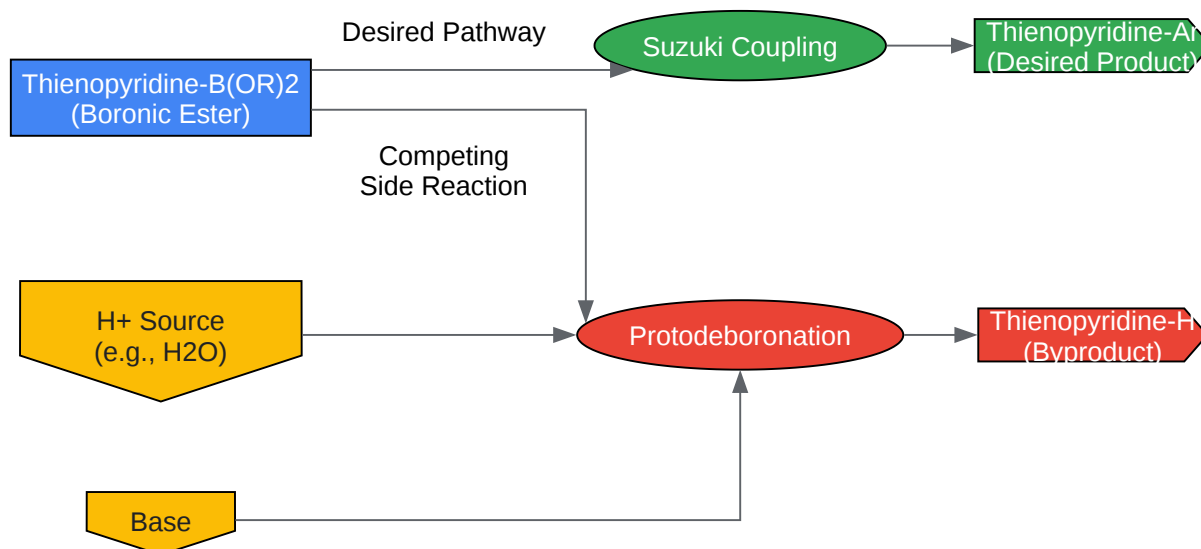 Desired Pathway
Suzuki Coupling
Thienopyridine-Ar
(Desired Product)
Thienopyridine-B(OR)2
(Boronic Ester)
Competing
Side Reaction
H+ Source
(e.g., H2O)
Protodeboronation
Thienopyridine-H
(Byproduct)
Base